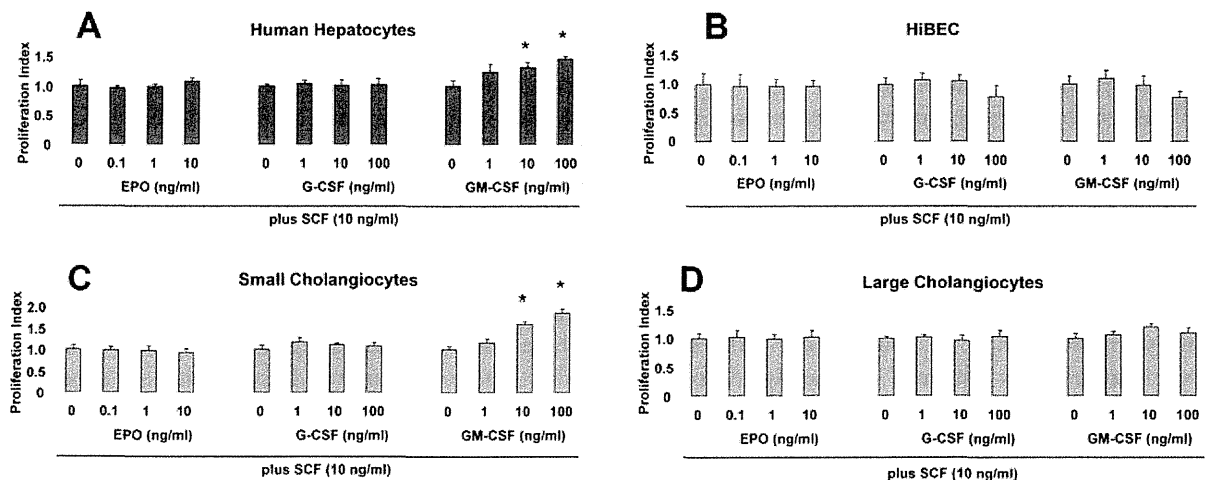 A
Human Hepatocytes
* *
Proliferation Index
1.5
1.0
0.5
0
0 0.1 1 10 0 1 10 100 0 1 10 100
EPO (ng/ml) G-CSF (ng/ml) GM-CSF (ng/ml)
plus SCF (10 ng/ml)
B
HiBEC
Proliferation Index
1.5
1.0
0.5
0
0 0.1 1 10 0 1 10 100 0 1 10 100
EPO (ng/ml) G-CSF (ng/ml) GM-CSF (ng/ml)
plus SCF (10 ng/ml)
C
Small Cholangiocytes
* *
Proliferation Index
2.0
1.5
1.0
0.5
0
0 0.1 1 10 0 1 10 100 0 1 10 100
EPO (ng/ml) G-CSF (ng/ml) GM-CSF (ng/ml)
plus SCF (10 ng/ml)
D
Large Cholangiocytes
Proliferation Index
1.5
1.0
0.5
0
0 0.1 1 10 0 1 10 100 0 1 10 100
EPO (ng/ml) G-CSF (ng/ml) GM-CSF (ng/ml)
plus SCF (10 ng/ml)